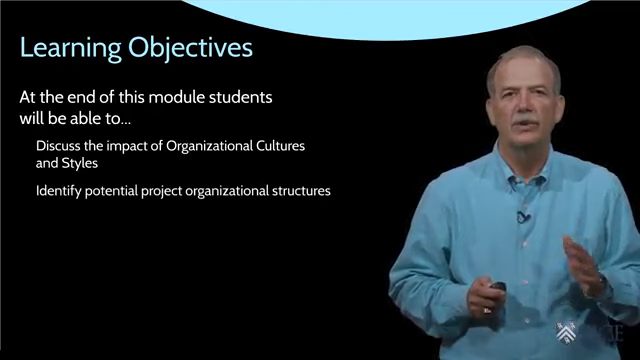 Learning Objectives
At the end of this module students
will be able to...
Discuss the impact of Organizational Cultures
and Styles
Identify potential project organizational structures